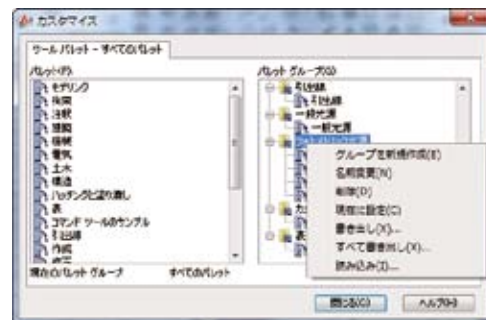 カスタマイズ
ツール パレット - すべてのパレット
パレット(P):
モデリング
拘束
注釈
建築
機械
電気
土木
構造
ハッチングと塗り潰し
表
コマンド ツールのサンプル
引出線
作成
修正
パレット グループ(G):
引出線
引出線
一般光源
一般光源
グループを新規作成(E)
名前変更(N)
削除(D)
現在に設定(C)
書き出し(X)...
すべて書き出し(X)...
読み込み(I)...
現在のパレット グループ
すべてのパレット
閉じる(C)
ヘルプ(H)